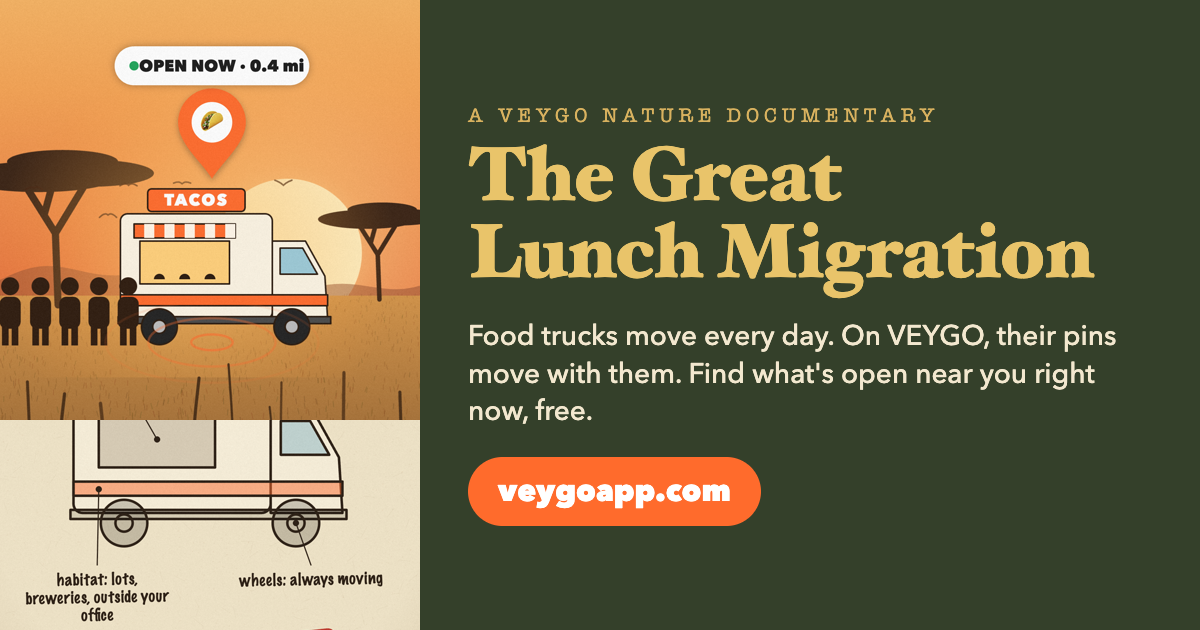 OPEN NOW · 0.4 mi
TACOS
habitat: lots,
breweries, outside your
office
wheels: always moving
A VEYGO NATURE DOCUMENTARY
The Great
Lunch Migration
Food trucks move every day. On VEYGO, their pins
move with them. Find what's open near you right
now, free.
veygoapp.com